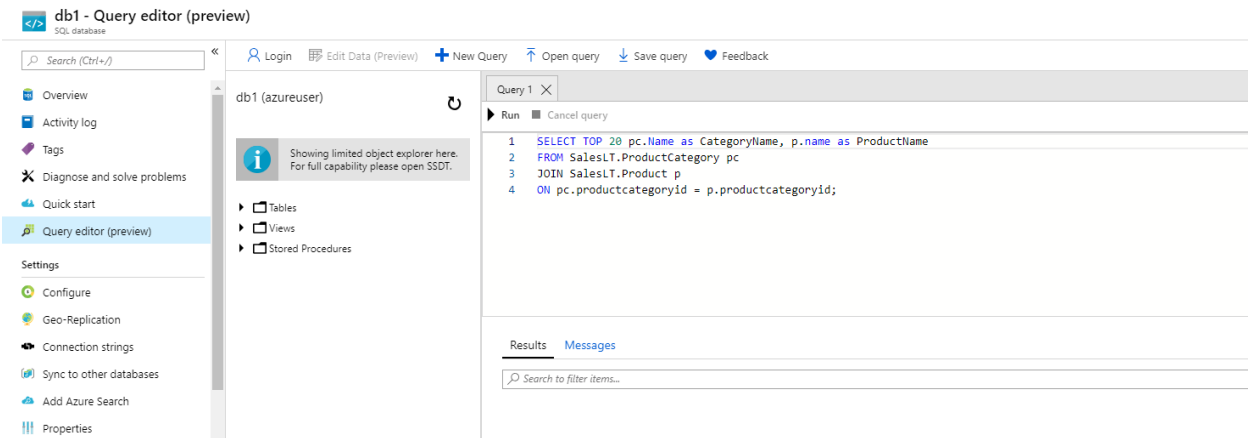 db1 - Query editor (preview)
SQL database
Search (Ctrl+/)
«
Overview
Activity log
Tags
Diagnose and solve problems
Quick start
Query editor (preview)
Settings
Configure
Geo-Replication
Connection strings
Sync to other databases
Add Azure Search
Properties
Login
Edit Data (Preview)
New Query
Open query
Save query
Feedback
db1 (azureuser)
Showing limited object explorer here.
For full capability please open SSDT.
Tables
Views
Stored Procedures
Query 1
Run
Cancel query
1 SELECT TOP 20 pc.Name as CategoryName, p.name as ProductName
2 FROM SalesLT.ProductCategory pc
3 JOIN SalesLT.Product p
4 ON pc.productcategoryid = p.productcategoryid;
Results
Messages
Search to filter items...